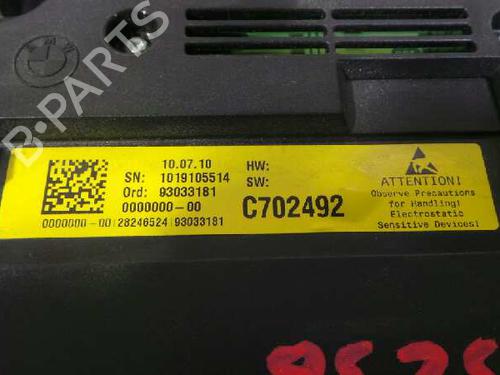 BMW
10.07.10
HW:
SN: 1019105514
SW:
Ord: 93033181
0000000-00
C702492
0000000-00|28246524|93033181
ATTENTION!
Observe Precautions
for Handling!
Electrostatic
Sensitive Devices!
B-PARTS